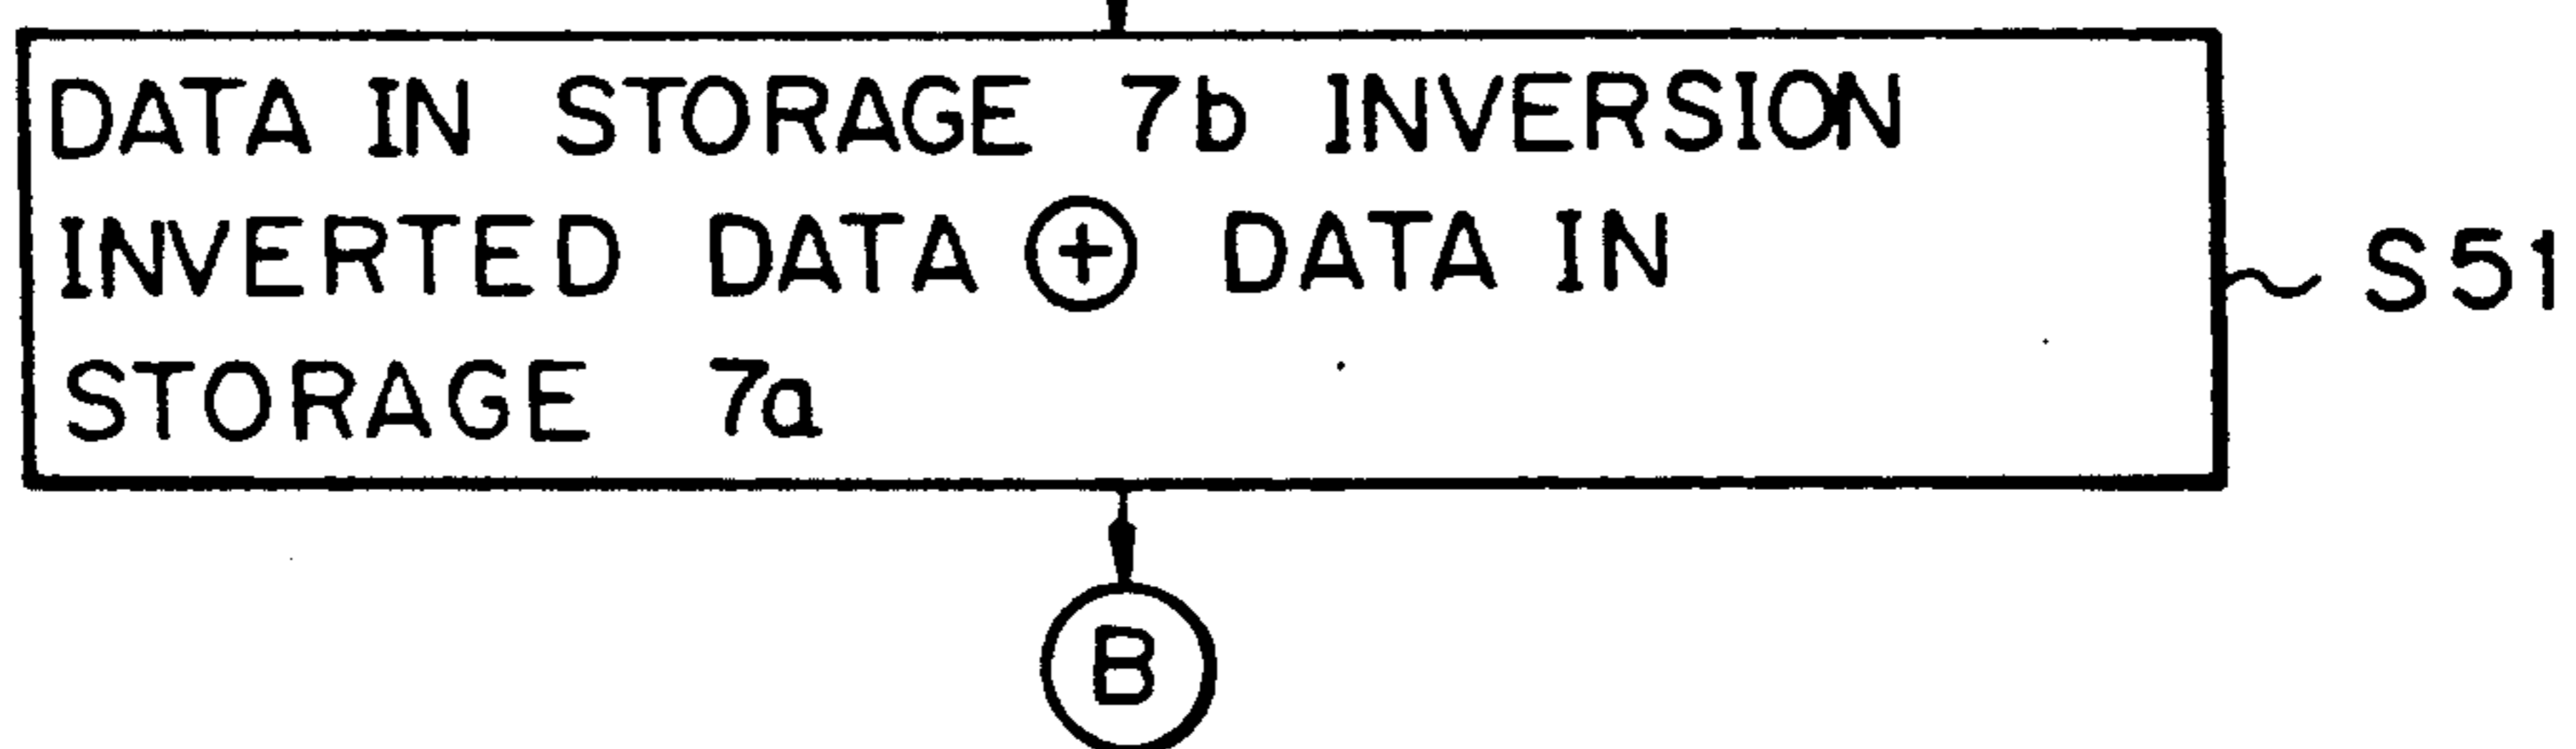 DATA IN STORAGE 7b INVERSION
INVERTED DATA ⊕ DATA IN
STORAGE 7a
S51
B